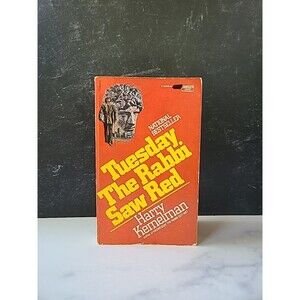 NATIONAL
BESTSELLER
Tuesday
The Rabbi
Saw Red
Harry
Kemelman